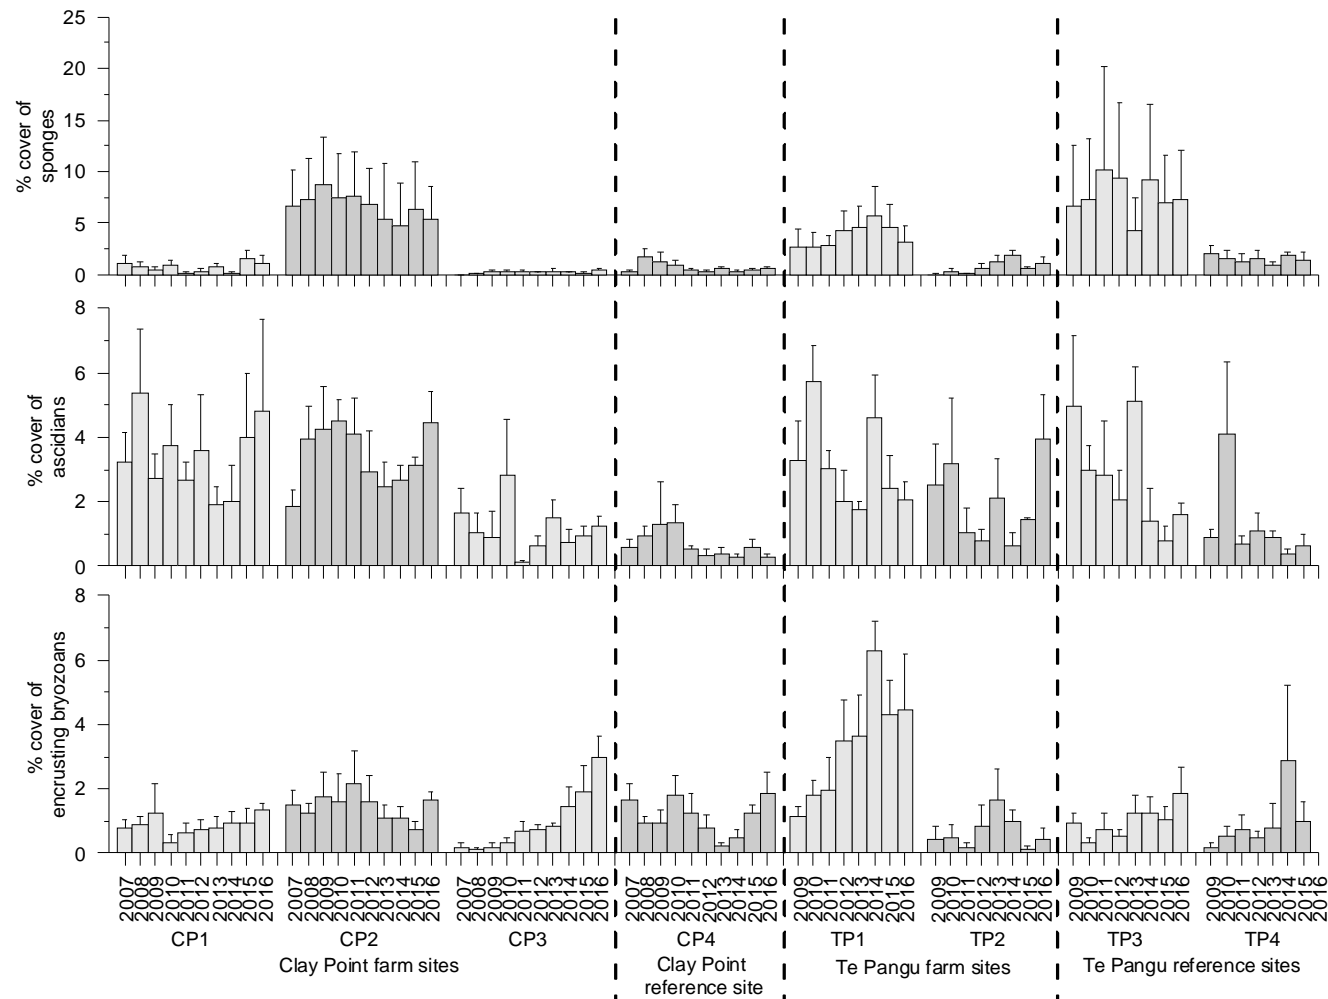 25
20
15
10
5
0
% cover of
sponges
8
6
4
2
0
% cover of
ascidians
8
6
4
2
0
% cover of
encrusting bryozoans
2007 2008 2009 2010 2011 2012 2013 2014 2015 2016
2007 2008 2009 2010 2011 2012 2013 2014 2015 2016
2007 2008 2009 2010 2011 2012 2013 2014 2015 2016
2007 2008 2009 2010 2011 2012 2013 2014 2015 2016
2009 2010 2011 2012 2013 2014 2015 2016
2009 2010 2011 2012 2013 2014 2015 2016
2009 2010 2011 2012 2013 2014 2015 2016
2009 2010 2011 2012 2013 2014 2015 2016
CP1 CP2 CP3 CP4 TP1 TP2 TP3 TP4
Clay Point farm sites
Clay Point
reference site
Te Pangu farm sites
Te Pangu reference sites